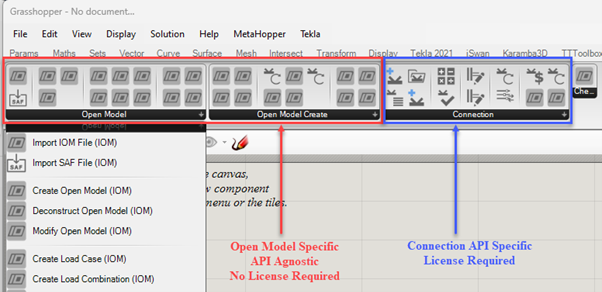 Grasshopper - No document...
File Edit View Display Solution Help MetaHopper Tekla
Params Maths Sets Vector Curve Surface Mesh Intersect Transform Display Tekla 2021 iSwan Karamba3D TTToolbox
SAF
Open Model Open Model Create Connection Che...
Import IOM File (IOM)
SAF Import SAF File (IOM)
e canvas,
Create Open Model (IOM)
w component
Deconstruct Open Model (IOM)
menu or the tiles.
Modify Open Model (IOM)
Create Load Case (IOM)
Create Load Combination (IOM)
Open Model Specific
API Agnostic
No License Required
Connection API Specific
License Required